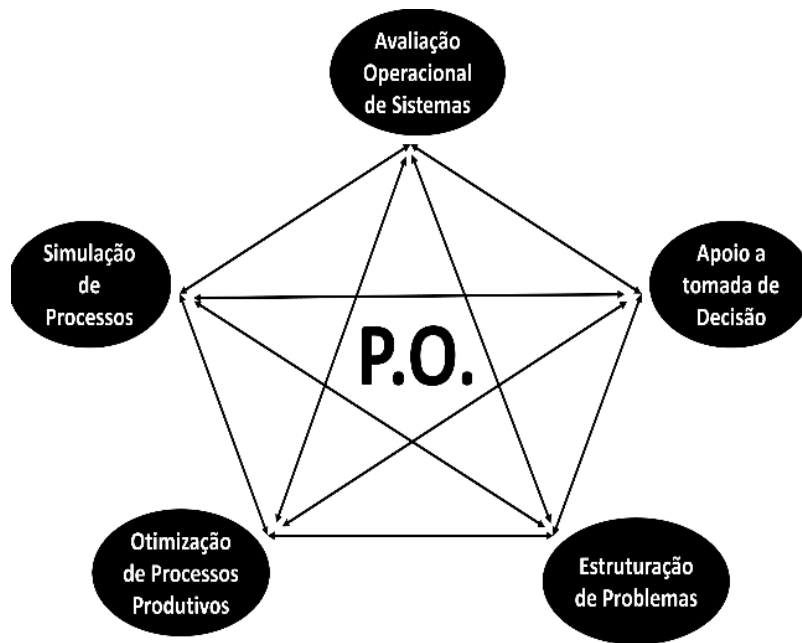 Avaliação
Operacional
de Sistemas
Simulação
de
Processos
Apoio a
tomada de
Decisão
P.O.
Otimização
de Processos
Produtivos
Estruturação
de Problemas